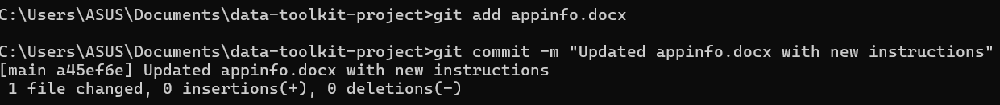 C:\Users\ASUS\Documents\data-toolkit-project>git add appinfo.docx
C:\Users\ASUS\Documents\data-toolkit-project>git commit -m "Updated appinfo.docx with new instructions"
[main a45ef6e] Updated appinfo.docx with new instructions
 1 file changed, 0 insertions(+), 0 deletions(-)